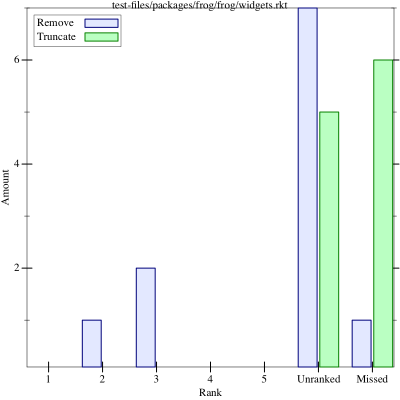 test-files/packages/frog/frog/widgets.rkt
Remove
Truncate
6
4
2
Amount
1 2 3 4 5 Unranked Missed
Rank